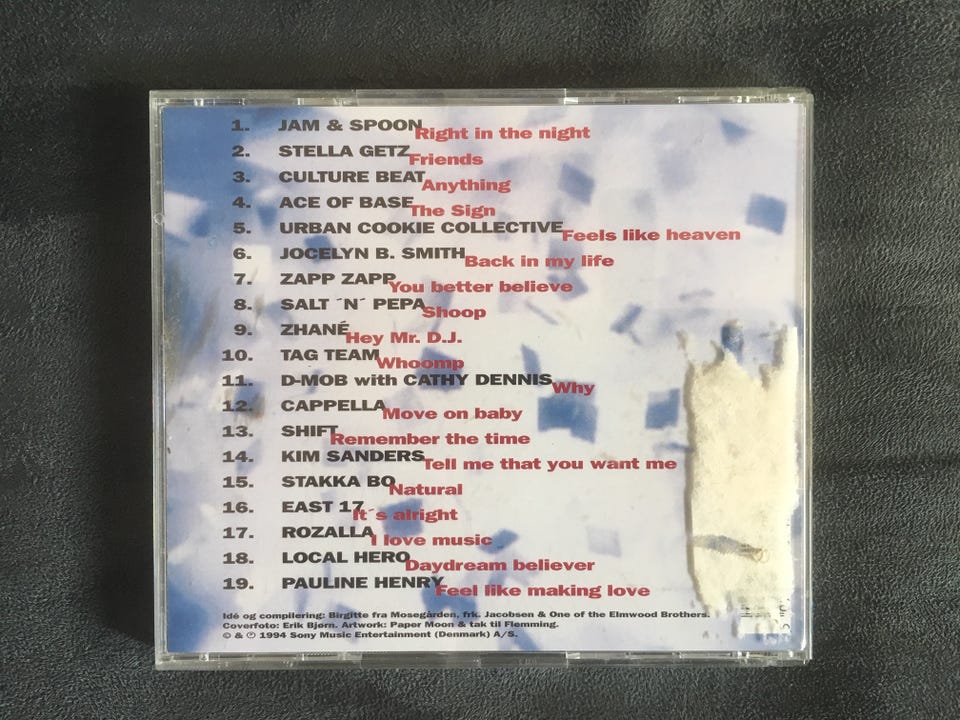 1. JAM & SPOON Right in the night
2. STELLA GETZ Friends
3. CULTURE BEAT Anything
4. ACE OF BASE The Sign
5. URBAN COOKIE COLLECTIVE Feels like heaven
6. JOCELYN B. SMITH Back in my life
7. ZAPP ZAPP You better believe
8. SALT ´N´ PEPA Shoop
9. ZHANÉ Hey Mr. D.J.
10. TAG TEAM Whoomp
11. D-MOB with CATHY DENNIS Why
12. CAPPELLA Move on baby
13. SHIFT Remember the time
14. KIM SANDERS Tell me that you want me
15. STAKKA BO Natural
16. EAST 17 It´s alright
17. ROZALLA I love music
18. LOCAL HERO Daydream believer
19. PAULINE HENRY Feel like making love
Idé og compilering: Birgitte fra Mosegården, frk. Jacobsen & One of the Elmwood Brothers.
Coverfoto: Erik Bjørn. Artwork: Paper Moon & tak til Flemming.
© & ℗ 1994 Sony Music Entertainment (Denmark) A/S.